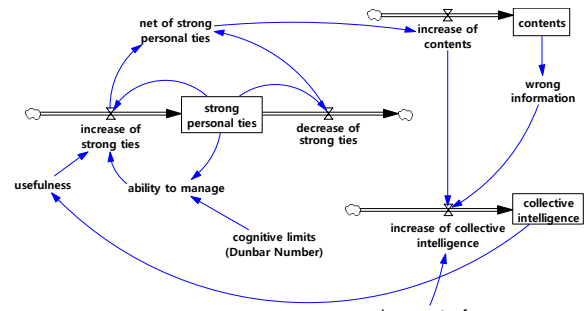 net of strong
personal ties
increase of
contents
contents
wrong
information
strong
personal ties
increase of
strong ties
decrease of
strong ties
usefulness
ability to manage
cognitive limits
(Dunbar Number)
collective
intelligence
increase of collective
intelligence